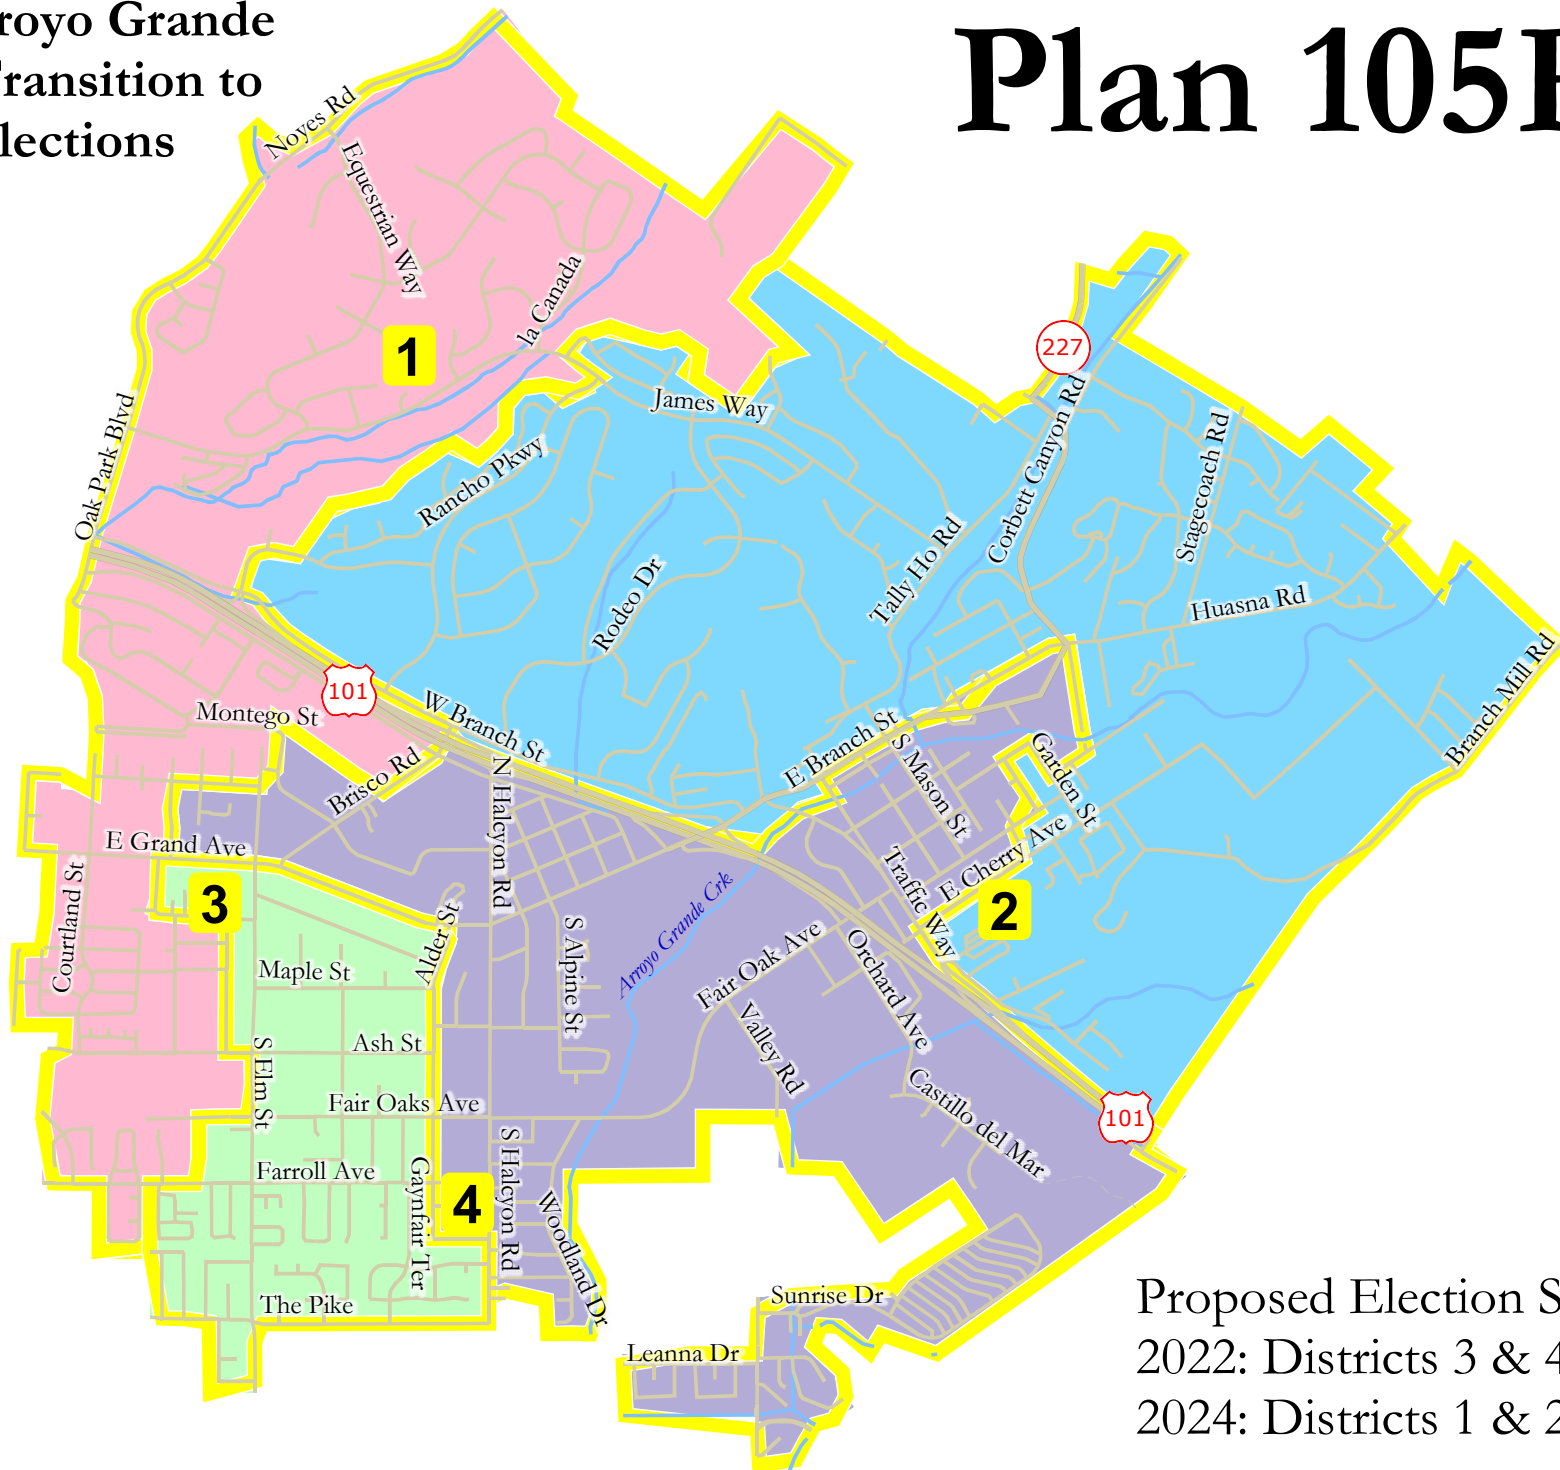 royo Grande
ransition to
lections
Plan 105
Noyes Rd
Equestrian Way
la Canada
1
227
James Way
Oak Park Blvd
Rancho Pkwy
Corbett Canyon Rd
Stagecoach Rd
Tally Ho Rd
Rodeo Dr
Huasna Rd
Branch Mill Rd
101
Montego St
W Branch St
E Branch St
S Mason St
Garden St
Brisco Rd
N Halcyon Rd
E Grand Ave
E Cherry Ave
Traffic Way
2
3
Courtland St
Arroyo Grande Crk
Alder St
S Alpine St
Fair Oak Ave
Orchard Ave
Maple St
Valley Rd
Ash St
S Elm St
Castillo del Mar
101
Fair Oaks Ave
Farroll Ave
Gaynfair Ter
4
S Halcyon Rd
Woodland Dr
The Pike
Sunrise Dr
Leanna Dr
Proposed Election S
2022: Districts 3 & 4
2024: Districts 1 & 2